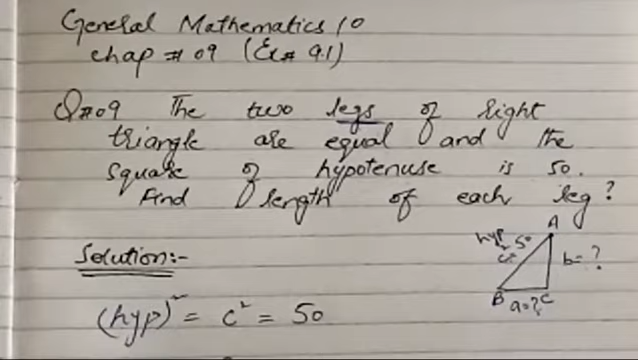 General Mathematics 10
chap # 09 (Ex# 9.1)
Q#09 The two legs of right
triangle are equal and the
square of hypotenuse is 50.
Find length of each leg?
Solution:-
(hyp)² = c² = 50
A
hyp
c² 50
b=?
B
a=?
C